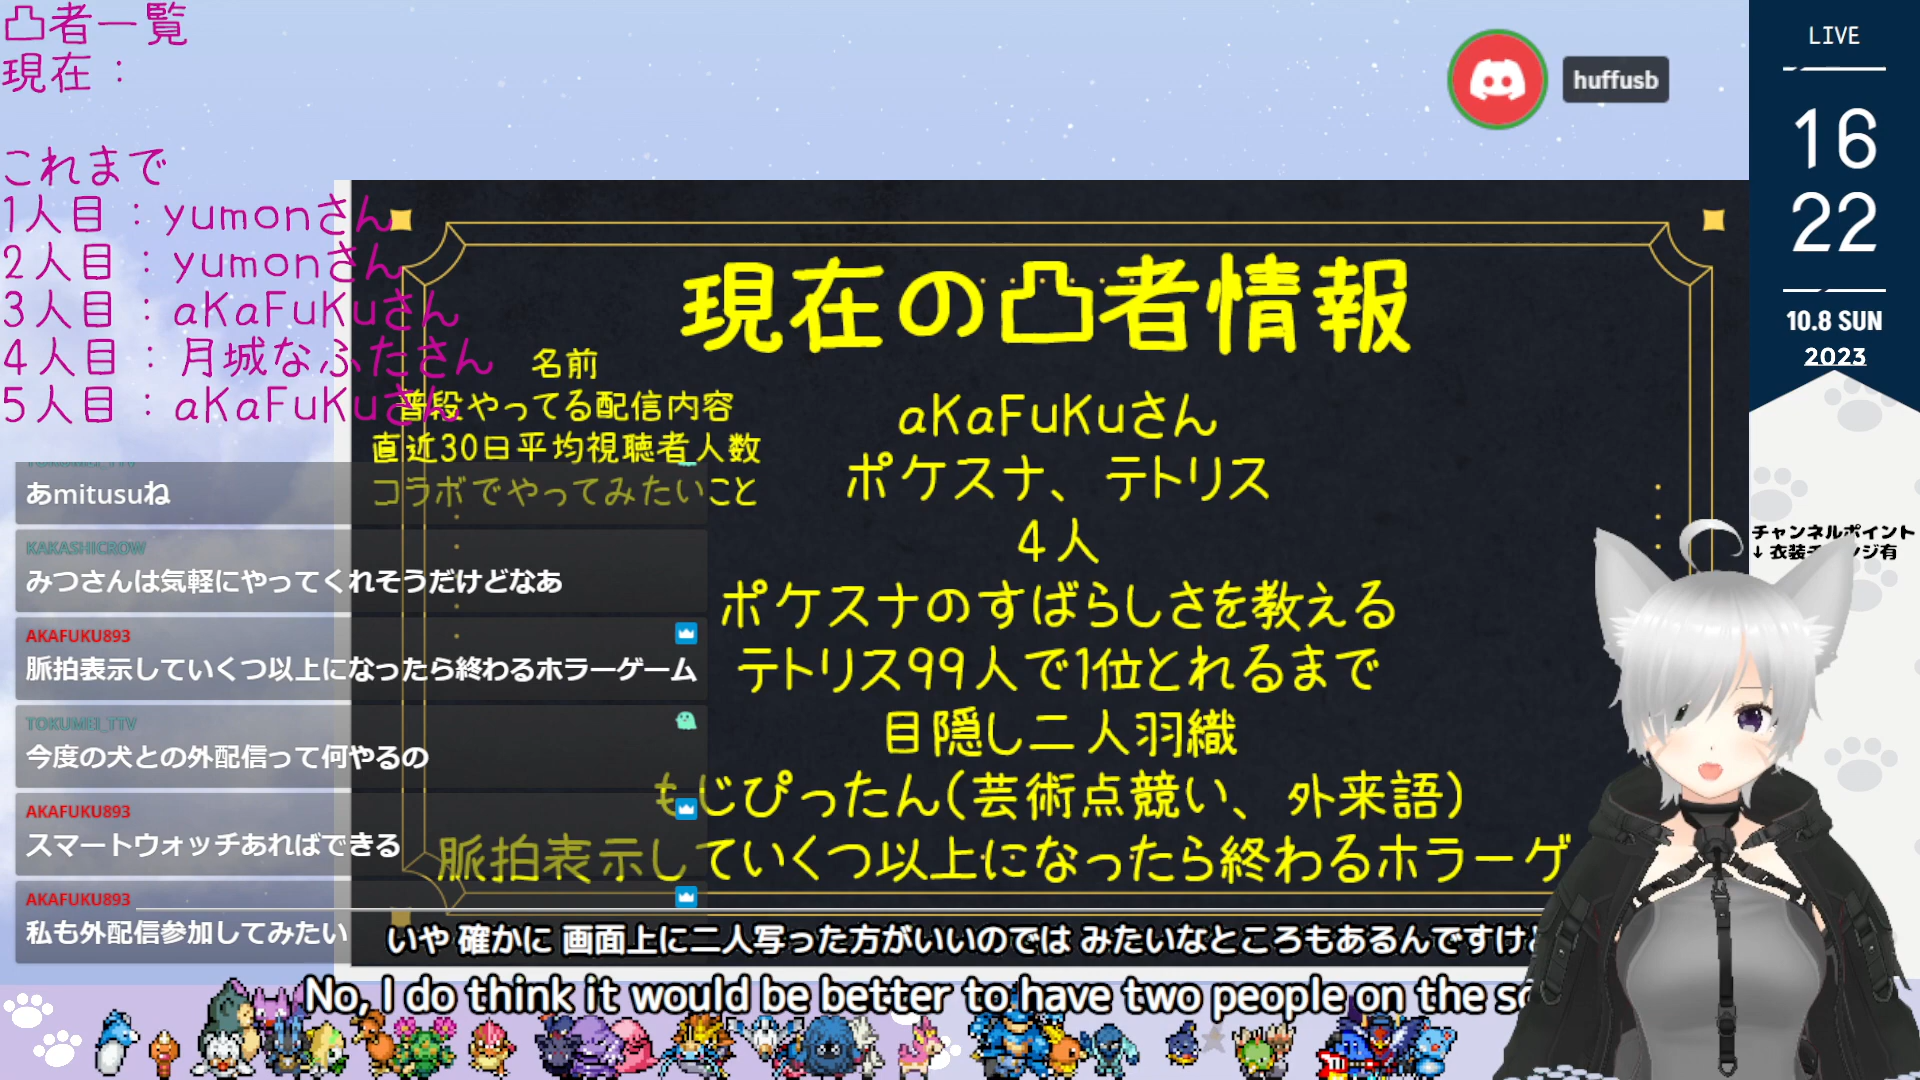 凸者一覧
現在：
これまで
1人目：yumonさん
2人目：yumonさん
3人目：aKaFuKuさん
4人目：月城なふたさん
5人目：aKaFuKuさん
huffusb
LIVE
16
22
10.8 SUN
2023
チャンネルポイント
現在の凸者情報
名前
普段やってる配信内容
直近30日平均視聴者人数
コラボでやってみたいこと
aKaFuKuさん
ポケスナ、テトリス
4人
ポケスナのすばらしさを教える
テトリス99人で1位とれるまで
目隠し二人羽織
もじぴったん(芸術点競い、外来語)
脈拍表示していくつ以上になったら終わるホラーゲ
あmitusuね
KAKASHICROW
みつさんは気軽にやってくれそうだけどなあ
AKAFUKU893
脈拍表示していくつ以上になったら終わるホラーゲーム
TOKUMEI_TTV
今度の犬との外配信って何やるの
AKAFUKU893
スマートウォッチあればできる
AKAFUKU893
私も外配信参加してみたい
いや 確かに 画面上に二人写った方がいいのでは みたいなところもあるんですけ
No, I do think it would be better to have two people on the